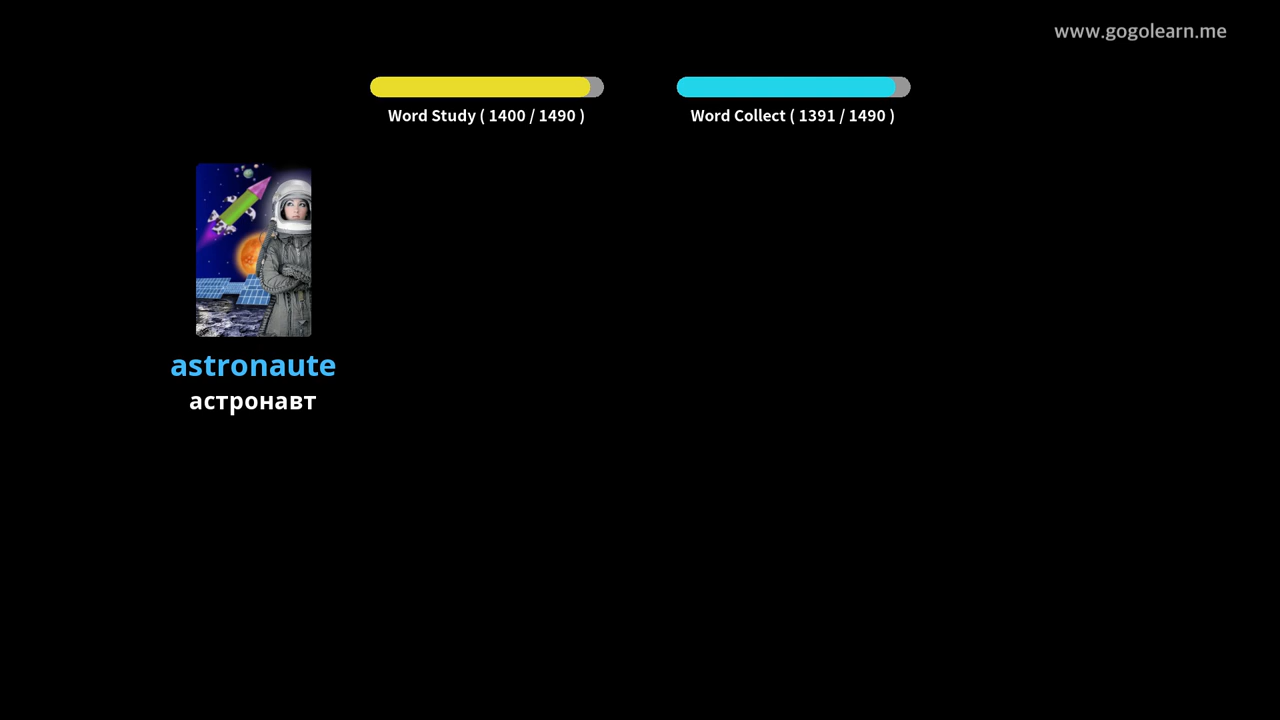 www.gogolearn.me
Word Study ( 1400 / 1490 )
Word Collect ( 1391 / 1490 )
astronaute
астронавт